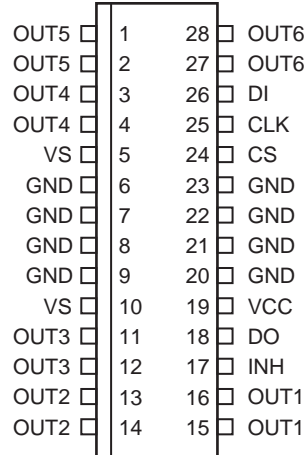 OUT5 1 28 OUT6
OUT5 2 27 OUT6
OUT4 3 26 DI
OUT4 4 25 CLK
VS 5 24 CS
GND 6 23 GND
GND 7 22 GND
GND 8 21 GND
GND 9 20 GND
VS 10 19 VCC
OUT3 11 18 DO
OUT3 12 17 INH
OUT2 13 16 OUT1
OUT2 14 15 OUT1